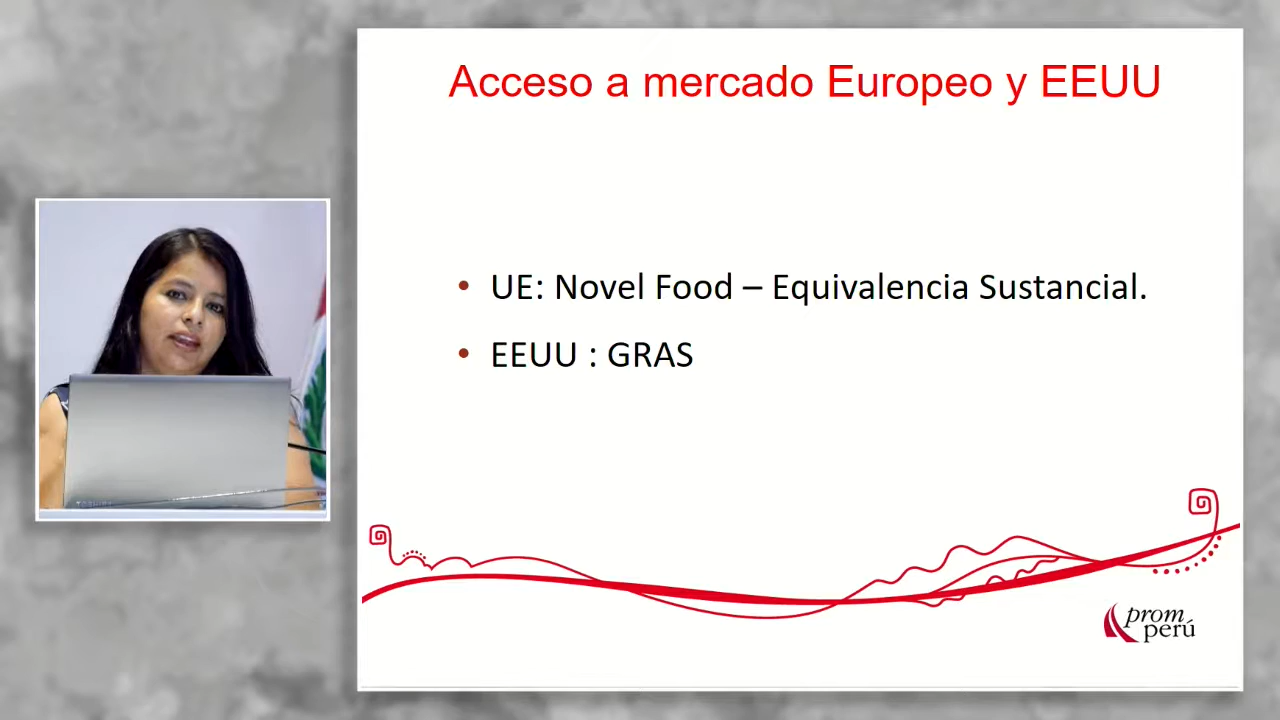 Acceso a mercado Europeo y EEUU
• UE: Novel Food – Equivalencia Sustancial.
• EEUU : GRAS
prom
perú